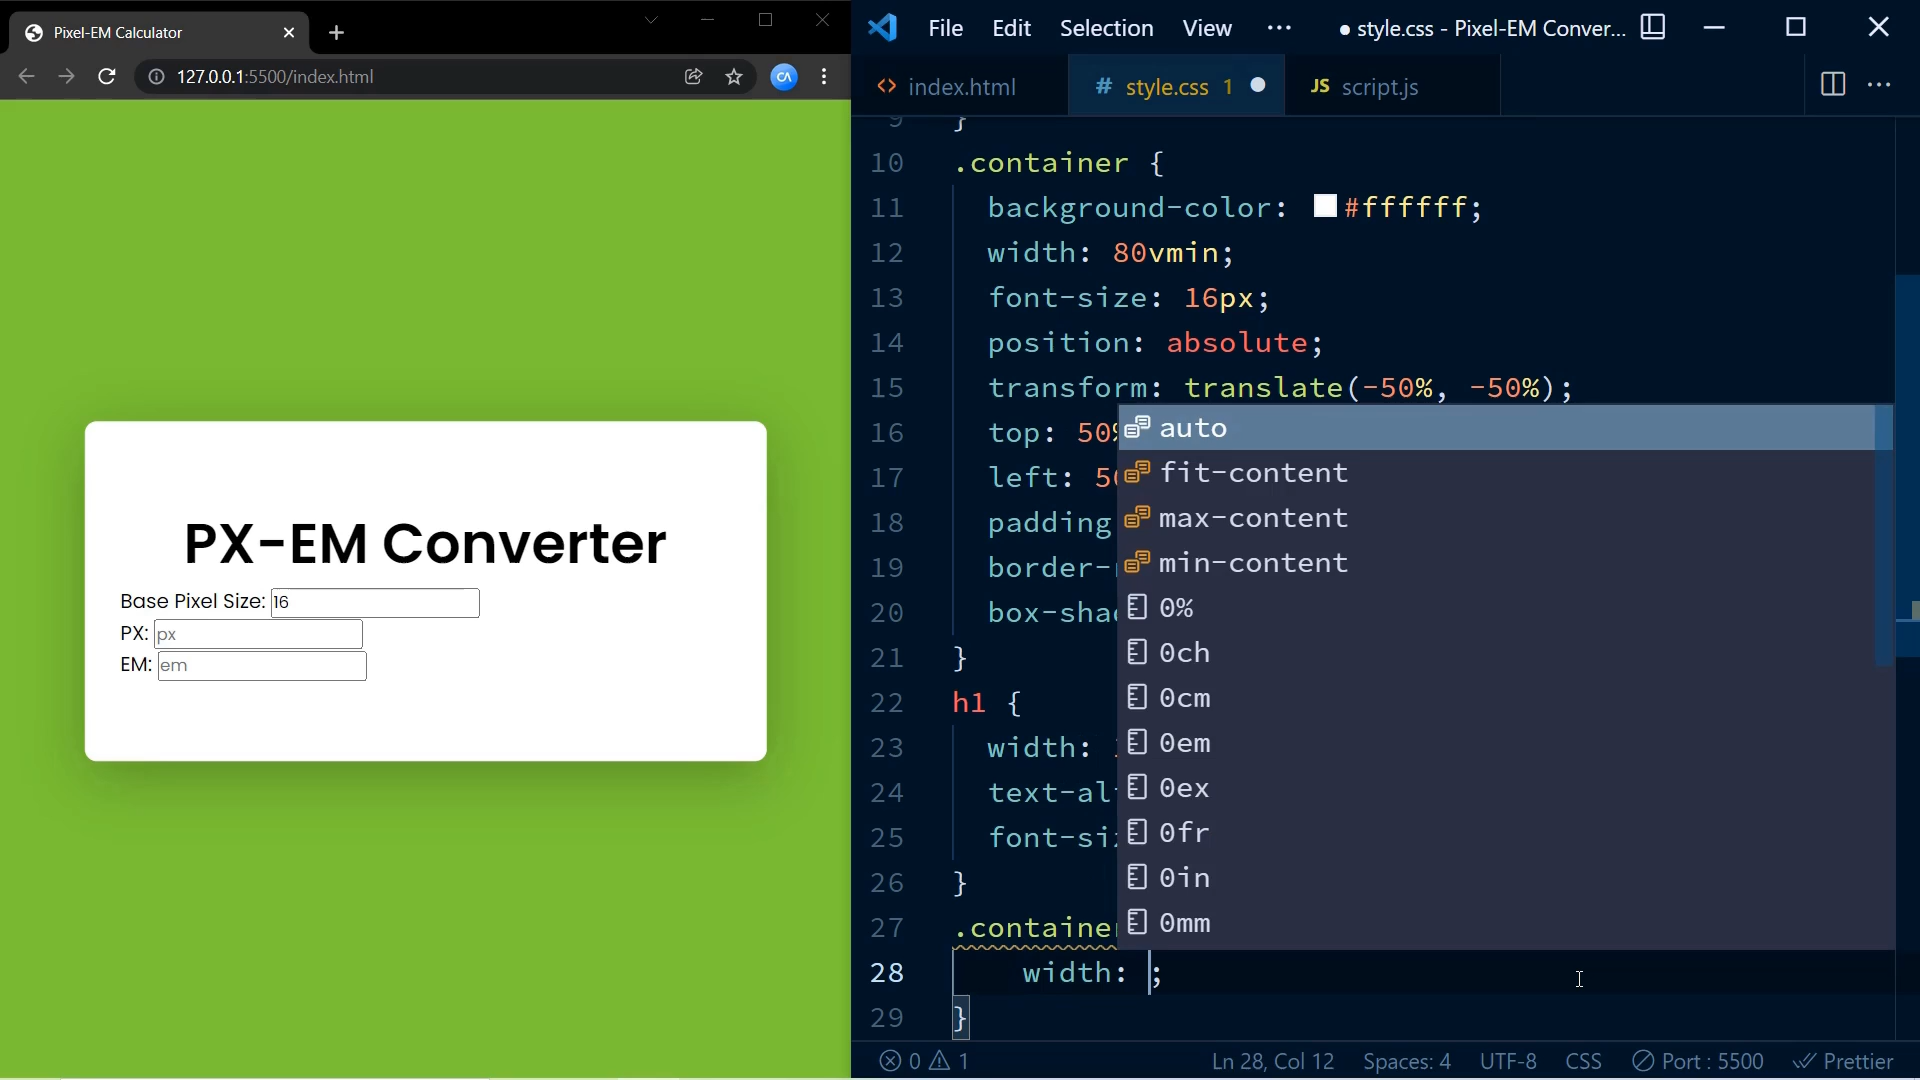 Pixel-EM Calculator
127.0.0.1:5500/index.html
PX-EM Converter
Base Pixel Size: 16
PX: px
EM: em
File Edit Selection View ··· ● style.css - Pixel-EM Conver...
<> index.html # style.css 1 ● JS script.js
9 }
10 .container {
11 background-color: #ffffff;
12 width: 80vmin;
13 font-size: 16px;
14 position: absolute;
15 transform: translate(-50%, -50%);
16 top: 50%
17 left: 50
18 padding
19 border-
20 box-sha
21 }
22 h1 {
23 width:
24 text-al
25 font-si
26 }
27 .container
28 width: ;
29 }
auto
fit-content
max-content
min-content
0%
0ch
0cm
0em
0ex
0fr
0in
0mm
0 1 Ln 28, Col 12 Spaces: 4 UTF-8 CSS Port : 5500 Prettier